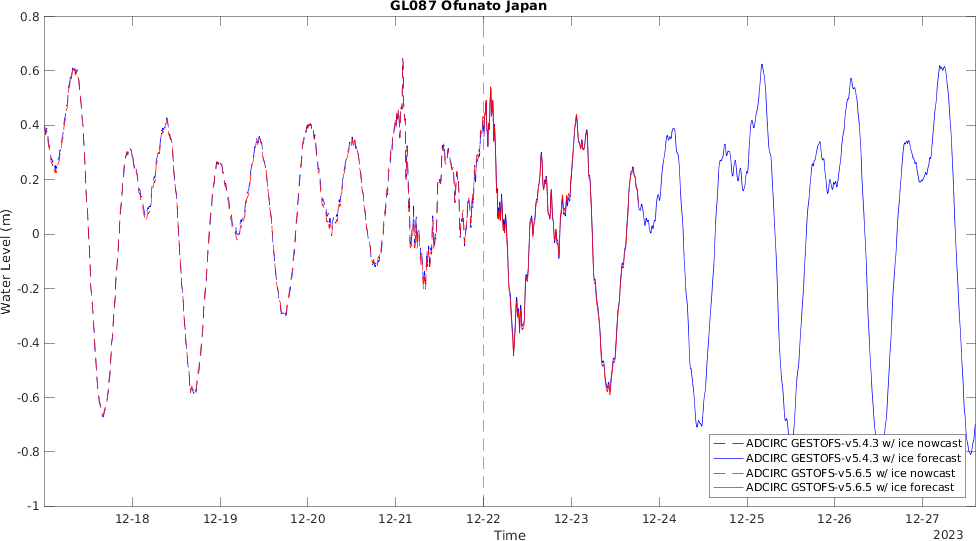 GL087 Ofunato Japan
0.8
0.6
0.4
0.2
0
-0.2
-0.4
-0.6
-0.8
-1
Water Level (m)
ADCIRC GESTOFS-v5.4.3 w/ ice nowcast
ADCIRC GESTOFS-v5.4.3 w/ ice forecast
ADCIRC GSTOFS-v5.6.5 w/ ice nowcast
ADCIRC GSTOFS-v5.6.5 w/ ice forecast
12-18 12-19 12-20 12-21 12-22 12-23 12-24 12-25 12-26 12-27
Time
2023